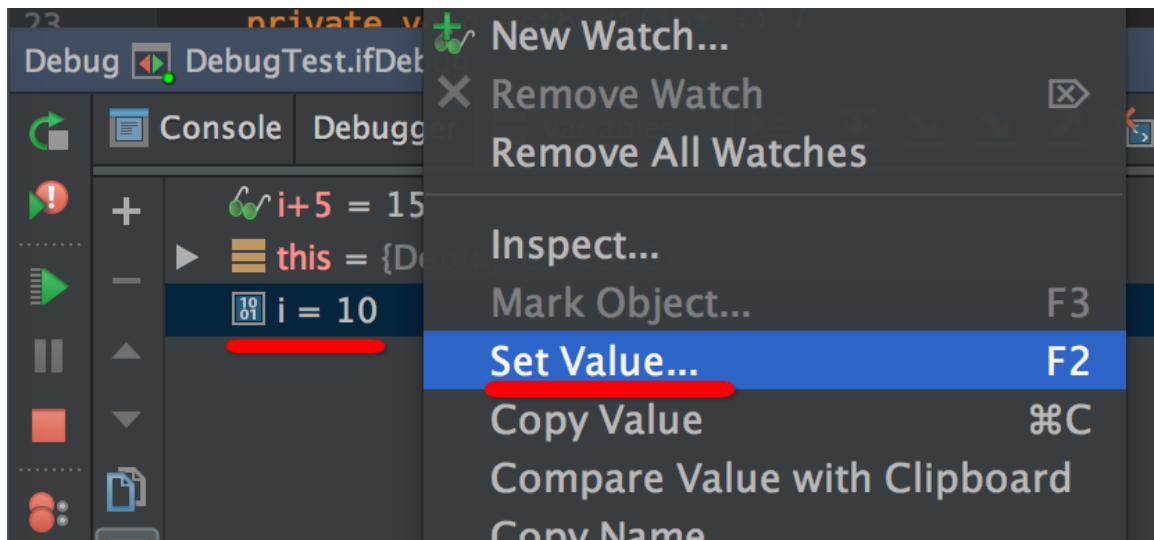 23 private v
Debug DebugTest.ifDeb
Console Debugg
i+5 = 15
this = {De
i = 10
New Watch...
Remove Watch
Remove All Watches
Inspect...
Mark Object... F3
Set Value... F2
Copy Value ⌘C
Compare Value with Clipboard
Copy Name